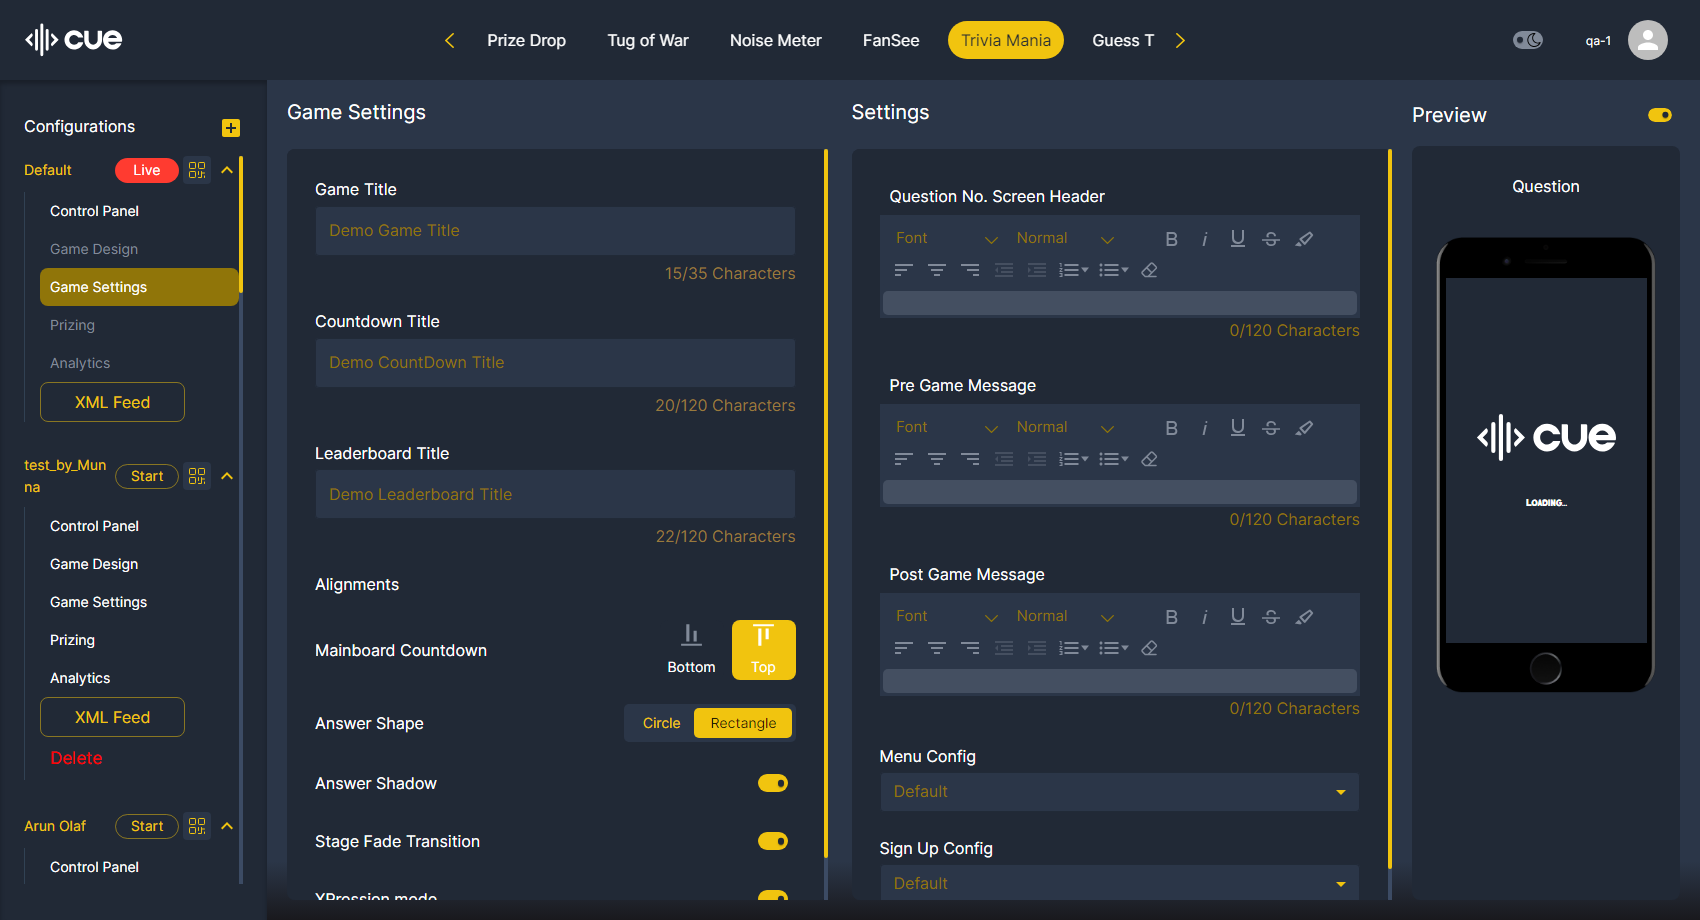 cue
Prize Drop
Tug of War
Noise Meter
FanSee
Trivia Mania
Guess T
qa-1
Configurations
Default
Live
Control Panel
Game Design
Game Settings
Prizing
Analytics
XML Feed
test_by_Mun
na
Start
Control Panel
Game Design
Game Settings
Prizing
Analytics
XML Feed
Delete
Arun Olaf
Start
Control Panel
Game Settings
Game Title
Demo Game Title
15/35 Characters
Countdown Title
Demo CountDown Title
20/120 Characters
Leaderboard Title
Demo Leaderboard Title
22/120 Characters
Alignments
Mainboard Countdown
Bottom
Top
Answer Shape
Circle
Rectangle
Answer Shadow
Stage Fade Transition
XPression mode
Settings
Question No. Screen Header
Font
Normal
0/120 Characters
Pre Game Message
Font
Normal
0/120 Characters
Post Game Message
Font
Normal
0/120 Characters
Menu Config
Default
Sign Up Config
Default
Preview
Question
cue
LOADING...